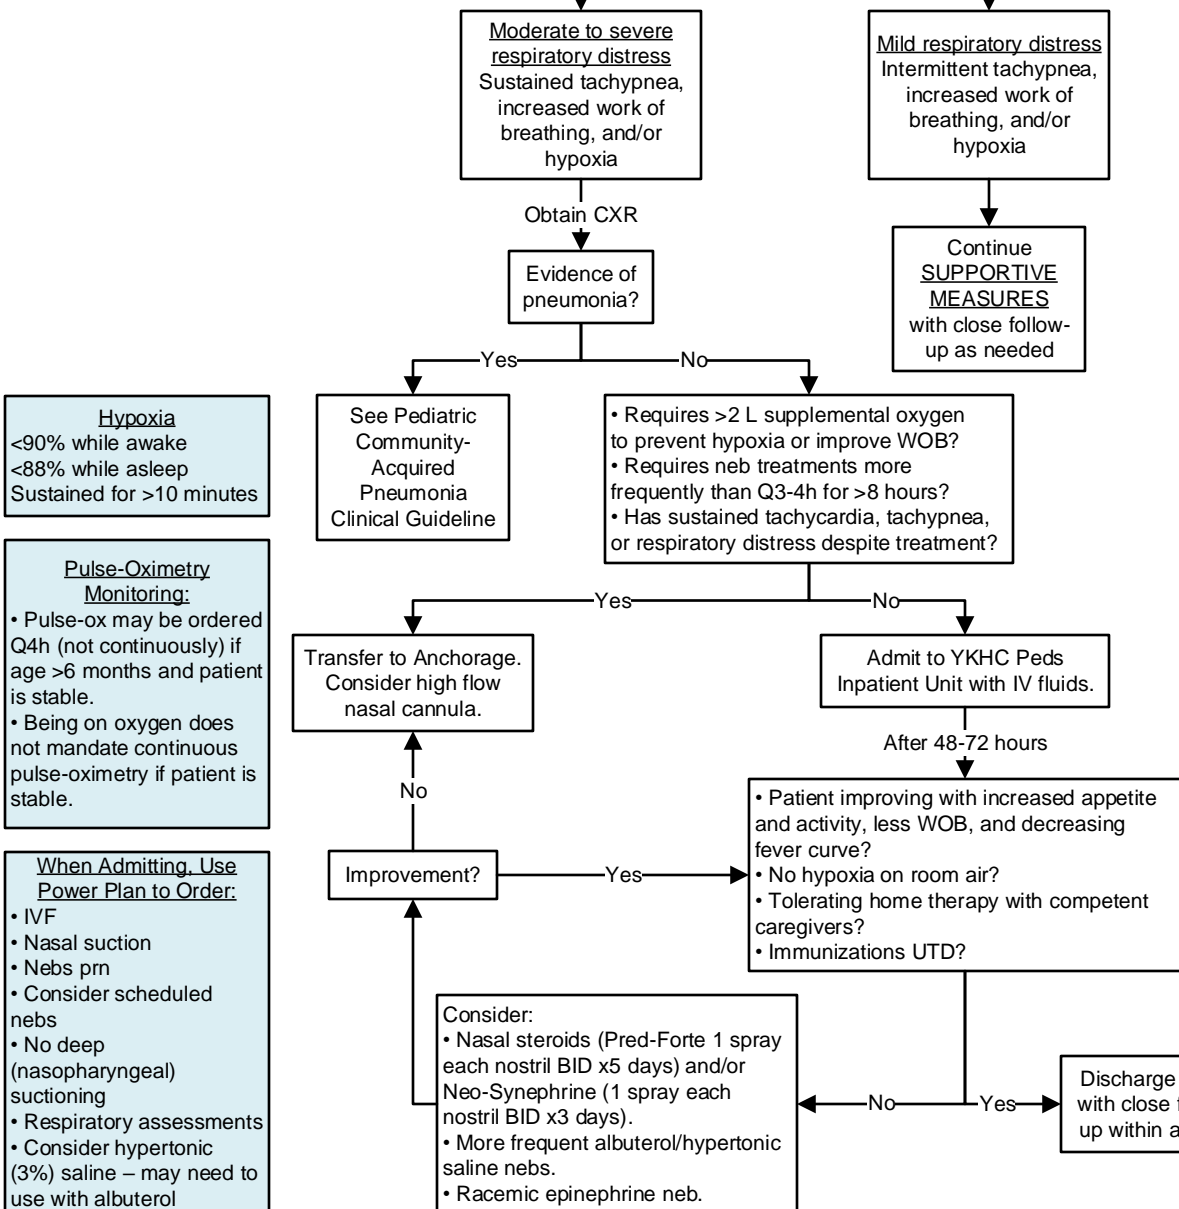 Moderate to severe
respiratory distress
Sustained tachypnea,
increased work of
breathing, and/or
hypoxia
Mild respiratory distress
Intermittent tachypnea,
increased work of
breathing, and/or
hypoxia
Obtain CXR
Continue
SUPPORTIVE
MEASURES
with close follow-
up as needed
Evidence of
pneumonia?
Yes
No
See Pediatric
Community-
Acquired
Pneumonia
Clinical Guideline
• Requires >2 L supplemental oxygen
to prevent hypoxia or improve WOB?
• Requires neb treatments more
frequently than Q3-4h for >8 hours?
• Has sustained tachycardia, tachypnea,
or respiratory distress despite treatment?
Hypoxia
<90% while awake
<88% while asleep
Sustained for >10 minutes
Pulse-Oximetry
Monitoring:
• Pulse-ox may be ordered
Q4h (not continuously) if
age >6 months and patient
is stable.
• Being on oxygen does
not mandate continuous
pulse-oximetry if patient is
stable.
Yes
No
Transfer to Anchorage.
Consider high flow
nasal cannula.
Admit to YKHC Peds
Inpatient Unit with IV fluids.
After 48-72 hours
No
• Patient improving with increased appetite
and activity, less WOB, and decreasing
fever curve?
• No hypoxia on room air?
• Tolerating home therapy with competent
caregivers?
• Immunizations UTD?
Improvement?
Yes
When Admitting, Use
Power Plan to Order:
• IVF
• Nasal suction
• Nebs prn
• Consider scheduled
nebs
• No deep
(nasopharyngeal)
suctioning
• Respiratory assessments
• Consider hypertonic
(3%) saline – may need to
use with albuterol
Consider:
• Nasal steroids (Pred-Forte 1 spray
each nostril BID x5 days) and/or
Neo-Synephrine (1 spray each
nostril BID x3 days).
• More frequent albuterol/hypertonic
saline nebs.
• Racemic epinephrine neb.
No
Yes
Discharge
with close
up within a